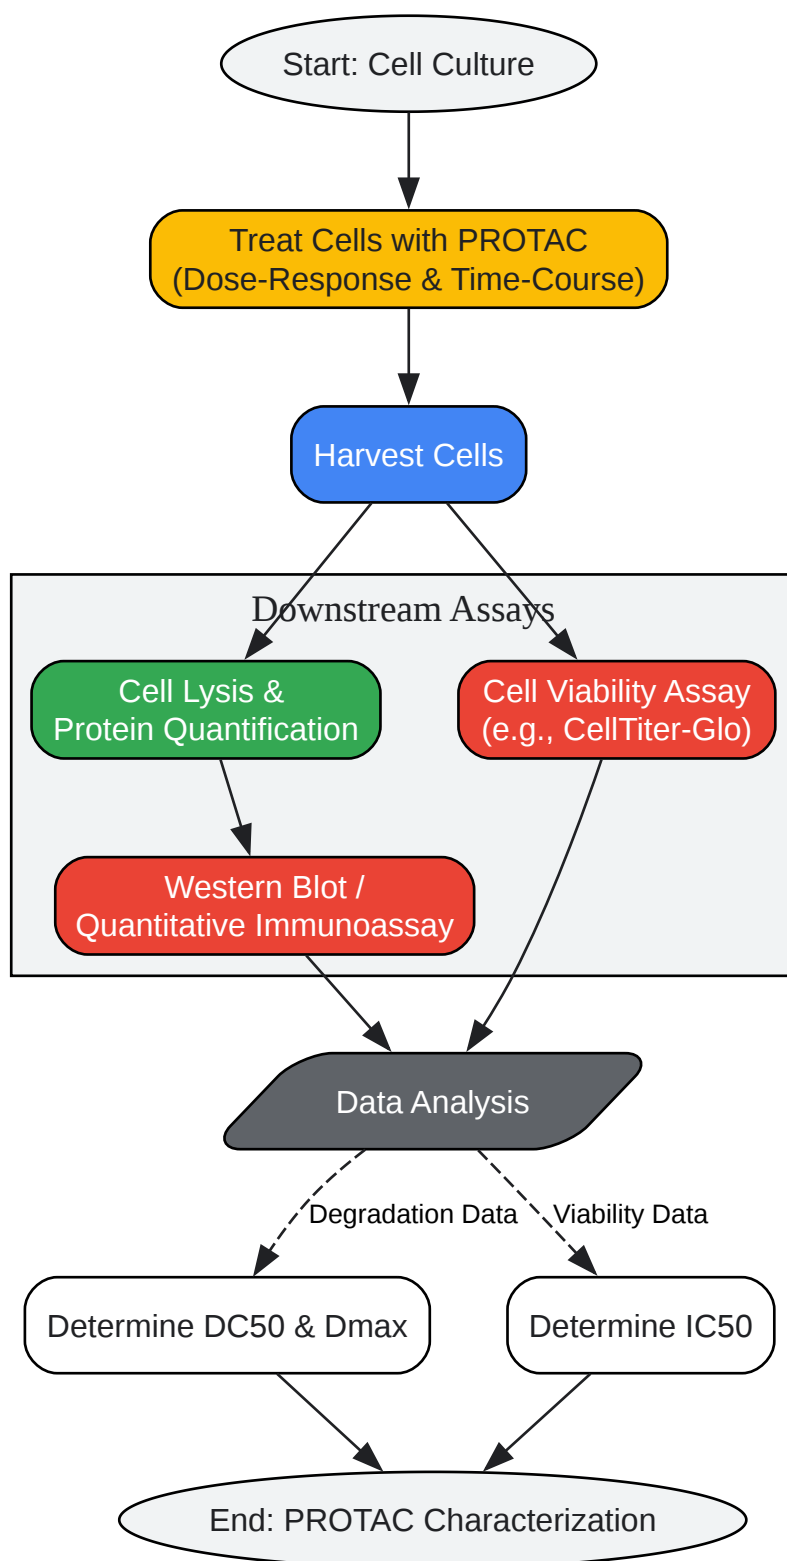 Start: Cell Culture
Treat Cells with PROTAC
(Dose-Response & Time-Course)
Harvest Cells
Downstream Assays
Cell Lysis &
Protein Quantification
Cell Viability Assay
(e.g., CellTiter-Glo)
Western Blot /
Quantitative Immunoassay
Data Analysis
Degradation Data
Viability Data
Determine DC50 & Dmax
Determine IC50
End: PROTAC Characterization